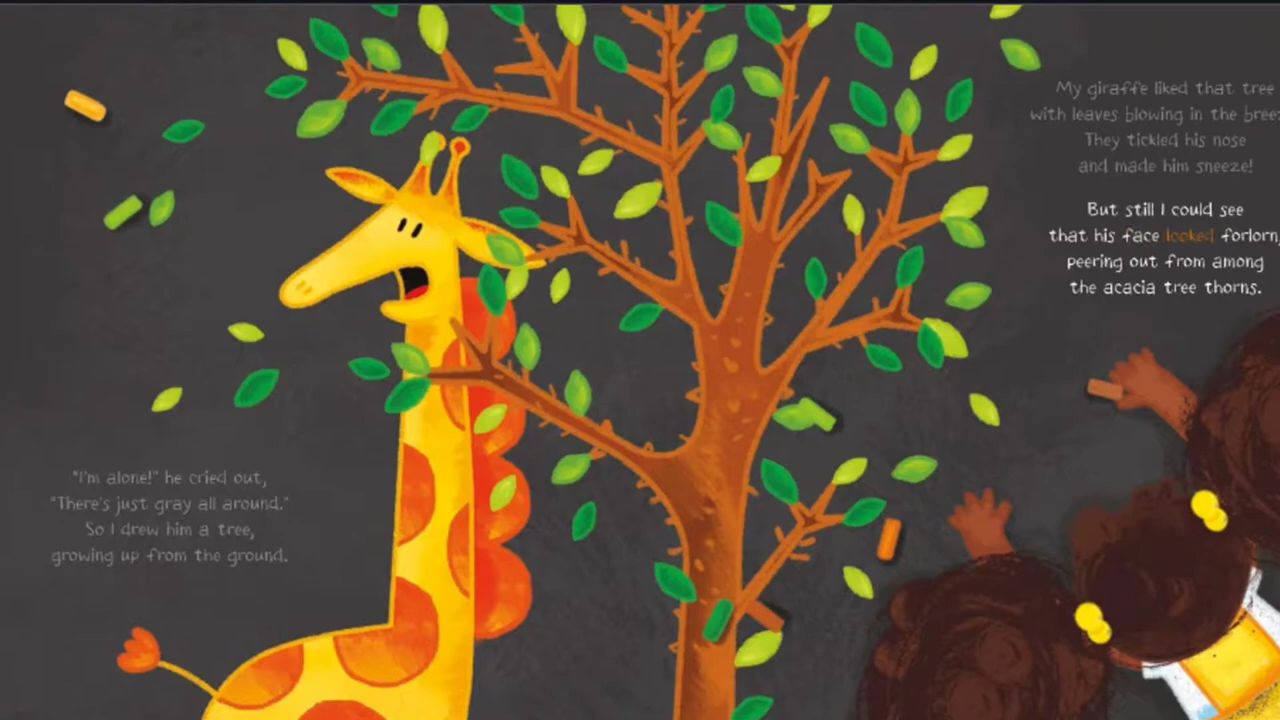 "I'm alone!" he cried out,
"There's just gray all around."
So I drew him a tree,
growing up from the ground.
My giraffe liked that tree
with leaves blowing in the
They tickled his nose
and made him sneeze!
But still I could see
that his face looked forlorn,
peering out from among
the acacia tree thorns.